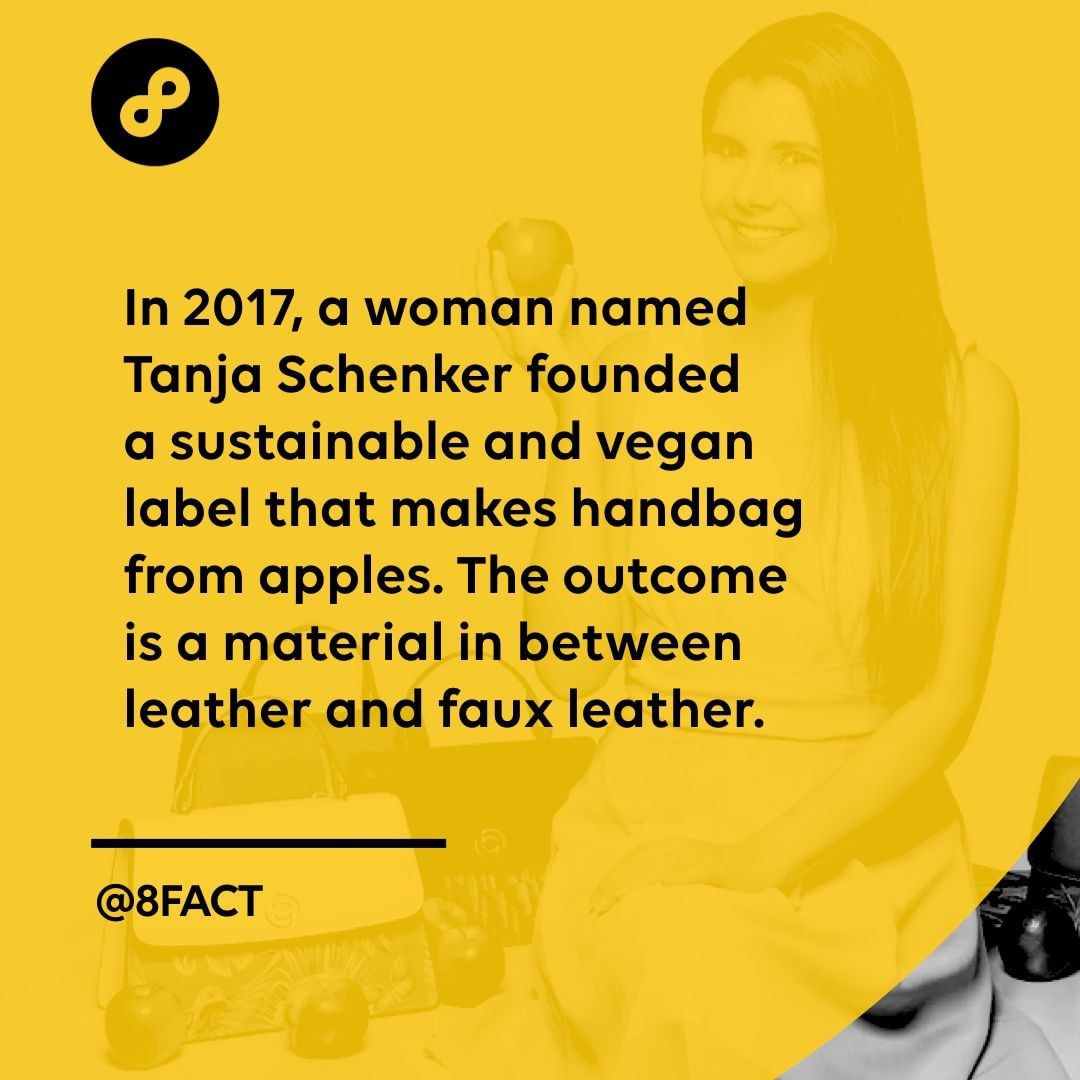 In 2017, a woman named
Tanja Schenker founded
a sustainable and vegan
label that makes handbag
from apples. The outcome
is a material in between
leather and faux leather.
@8FACT